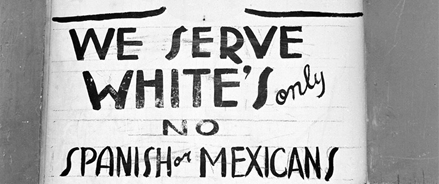 WE SERVE
WHITE'S only
NO
SPANISH or MEXICANS